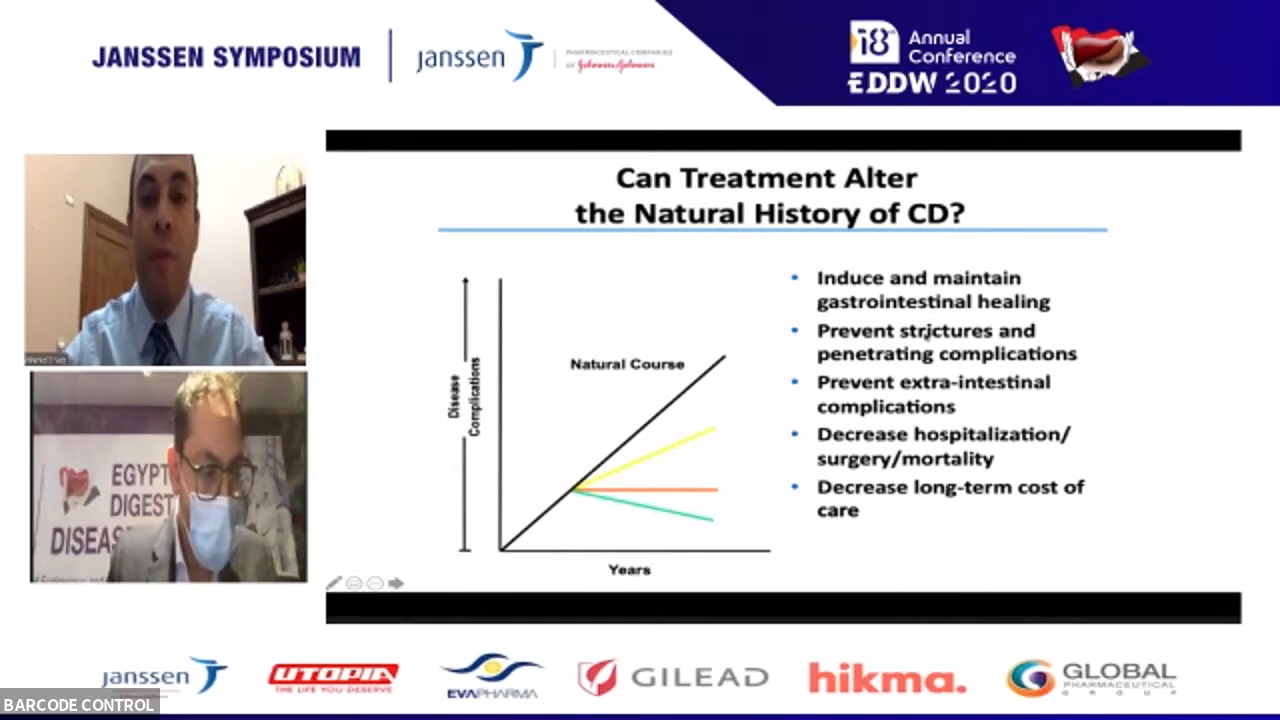 JANSSEN SYMPOSIUM
janssen
PHARMACEUTICAL COMPANIES
OF Johnson & Johnson
18 Annual
Conference
EDDW 2020
Can Treatment Alter
the Natural History of CD?
Disease
Complications
Natural Course
Years
• Induce and maintain
gastrointestinal healing
• Prevent strictures and
penetrating complications
• Prevent extra-intestinal
complications
• Decrease hospitalization/
surgery/mortality
• Decrease long-term cost of
care
EGYPT
DIGEST
DISEAS
janssen
UTOPIA
THE LIFE YOU DESERVE
EVAPHARMA
GILEAD
hikma.
GLOBAL
PHARMACEUTICAL
GROUP
BARCODE CONTROL